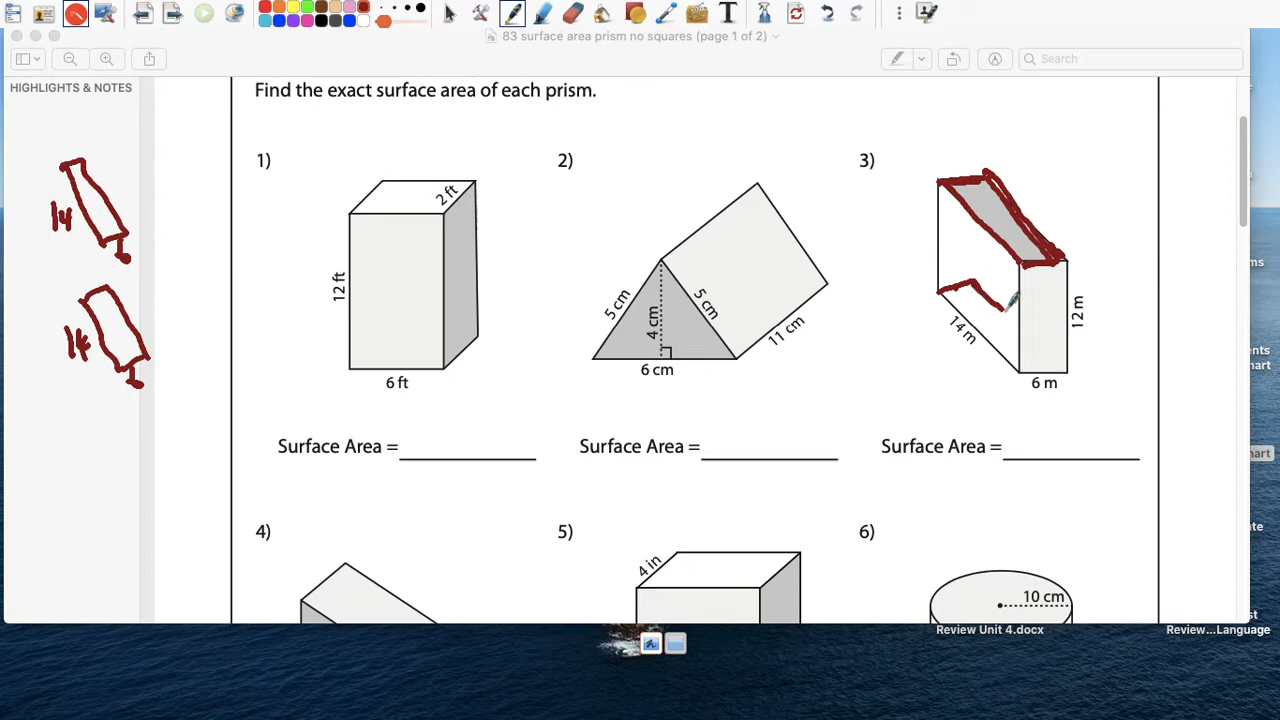 83 surface area prism no squares (page 1 of 2)
Search
HIGHLIGHTS & NOTES
Find the exact surface area of each prism.
1)
2)
3)
2 ft
12 ft
6 ft
5 cm
4 cm
5 cm
6 cm
11 cm
14 m
12 m
6 m
14
14
Surface Area =
Surface Area =
Surface Area =
4)
5)
6)
4 in
10 cm
Review Unit 4.docx
Review...Language